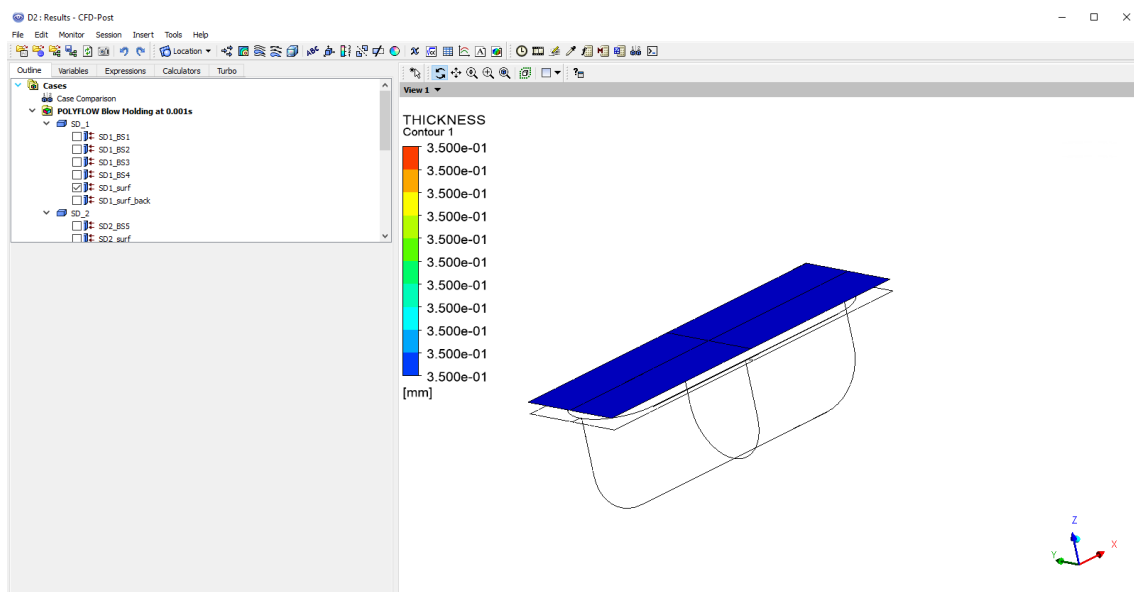 D2 : Results - CFD-Post
File Edit Monitor Session Insert Tools Help
Location
Outline Variables Expressions Calculators Turbo
Cases
Case Comparison
POLYFLOW Blow Molding at 0.001s
SD_1
SD1_BS1
SD1_BS2
SD1_BS3
SD1_BS4
SD1_surf
SD1_surf_back
SD_2
SD2_BS5
SD2_surf
View 1
THICKNESS
Contour 1
3.500e-01
3.500e-01
3.500e-01
3.500e-01
3.500e-01
3.500e-01
3.500e-01
3.500e-01
3.500e-01
3.500e-01
3.500e-01
[mm]
Z
X
Y